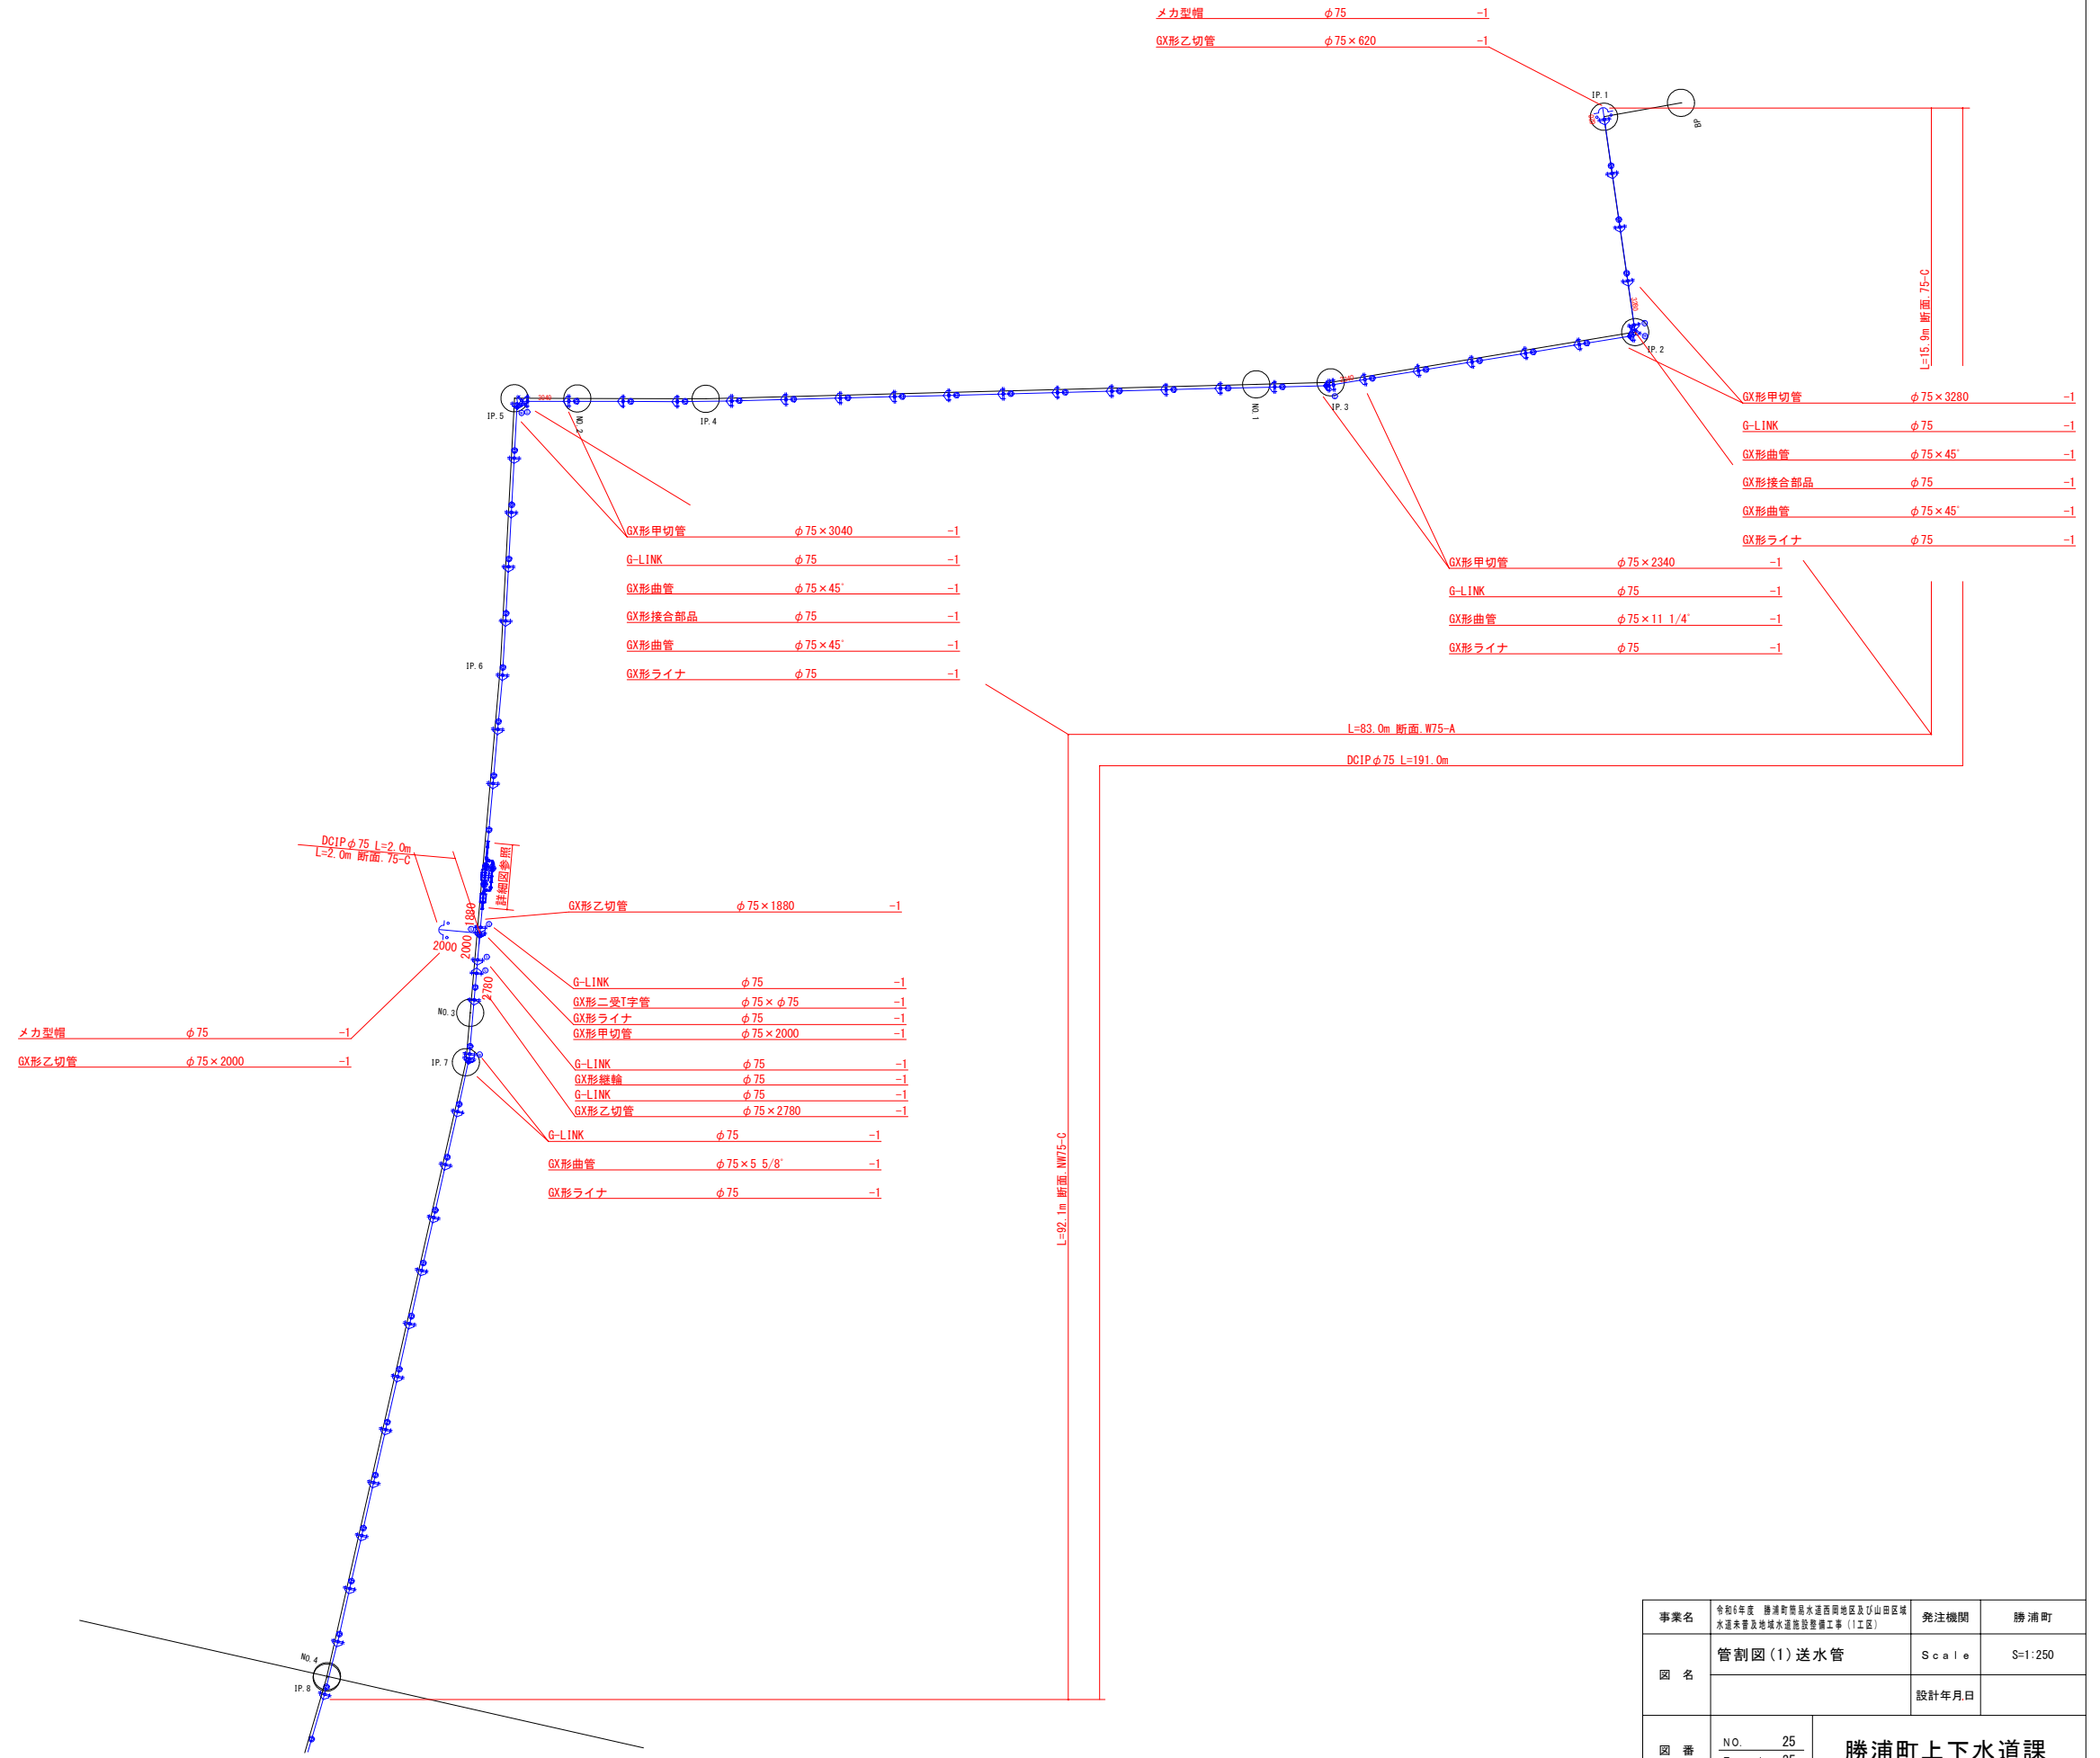 メカ型帽 φ75 -1
GX形乙切管 φ75×620 -1
IP.1
BP
L=15.9m 断面.75-C
3280
IP.2
GX形甲切管 φ75×3280 -1
G-LINK φ75 -1
GX形曲管 φ75×45° -1
GX形接合部品 φ75 -1
GX形曲管 φ75×45° -1
GX形ライナ φ75 -1
2340
IP.3
NO.1
IP.4
NO.2
3040
IP.5
GX形甲切管 φ75×3040 -1
G-LINK φ75 -1
GX形曲管 φ75×45° -1
GX形接合部品 φ75 -1
GX形曲管 φ75×45° -1
GX形ライナ φ75 -1
GX形甲切管 φ75×2340 -1
G-LINK φ75 -1
GX形曲管 φ75×11 1/4° -1
GX形ライナ φ75 -1
IP.6
L=83.0m 断面.W75-A
DCIPφ75 L=191.0m
DCIPφ75 L=2.0m
L=2.0m 断面.75-C
詳細図参照
GX形乙切管 φ75×1880 -1
1880
2000
2000
2780
G-LINK φ75 -1
GX形二受T字管 φ75×φ75 -1
GX形ライナ φ75 -1
GX形甲切管 φ75×2000 -1
NO.3
メカ型帽 φ75 -1
GX形乙切管 φ75×2000 -1
IP.7
G-LINK φ75 -1
GX形継輪 φ75 -1
G-LINK φ75 -1
GX形乙切管 φ75×2780 -1
G-LINK φ75 -1
GX形曲管 φ75×5 5/8° -1
GX形ライナ φ75 -1
L=92.1m 断面.NW75-C
NO.4
IP.8
事業名 令和6年度 勝浦町簡易水道西岡地区及び山田区域
水道未普及地域水道施設整備工事(1工区)
発注機関 勝浦町
図 名 管割図(1)送水管 Scale S=1:250
設計年月日
図 番 NO. 25
勝浦町上下水道課